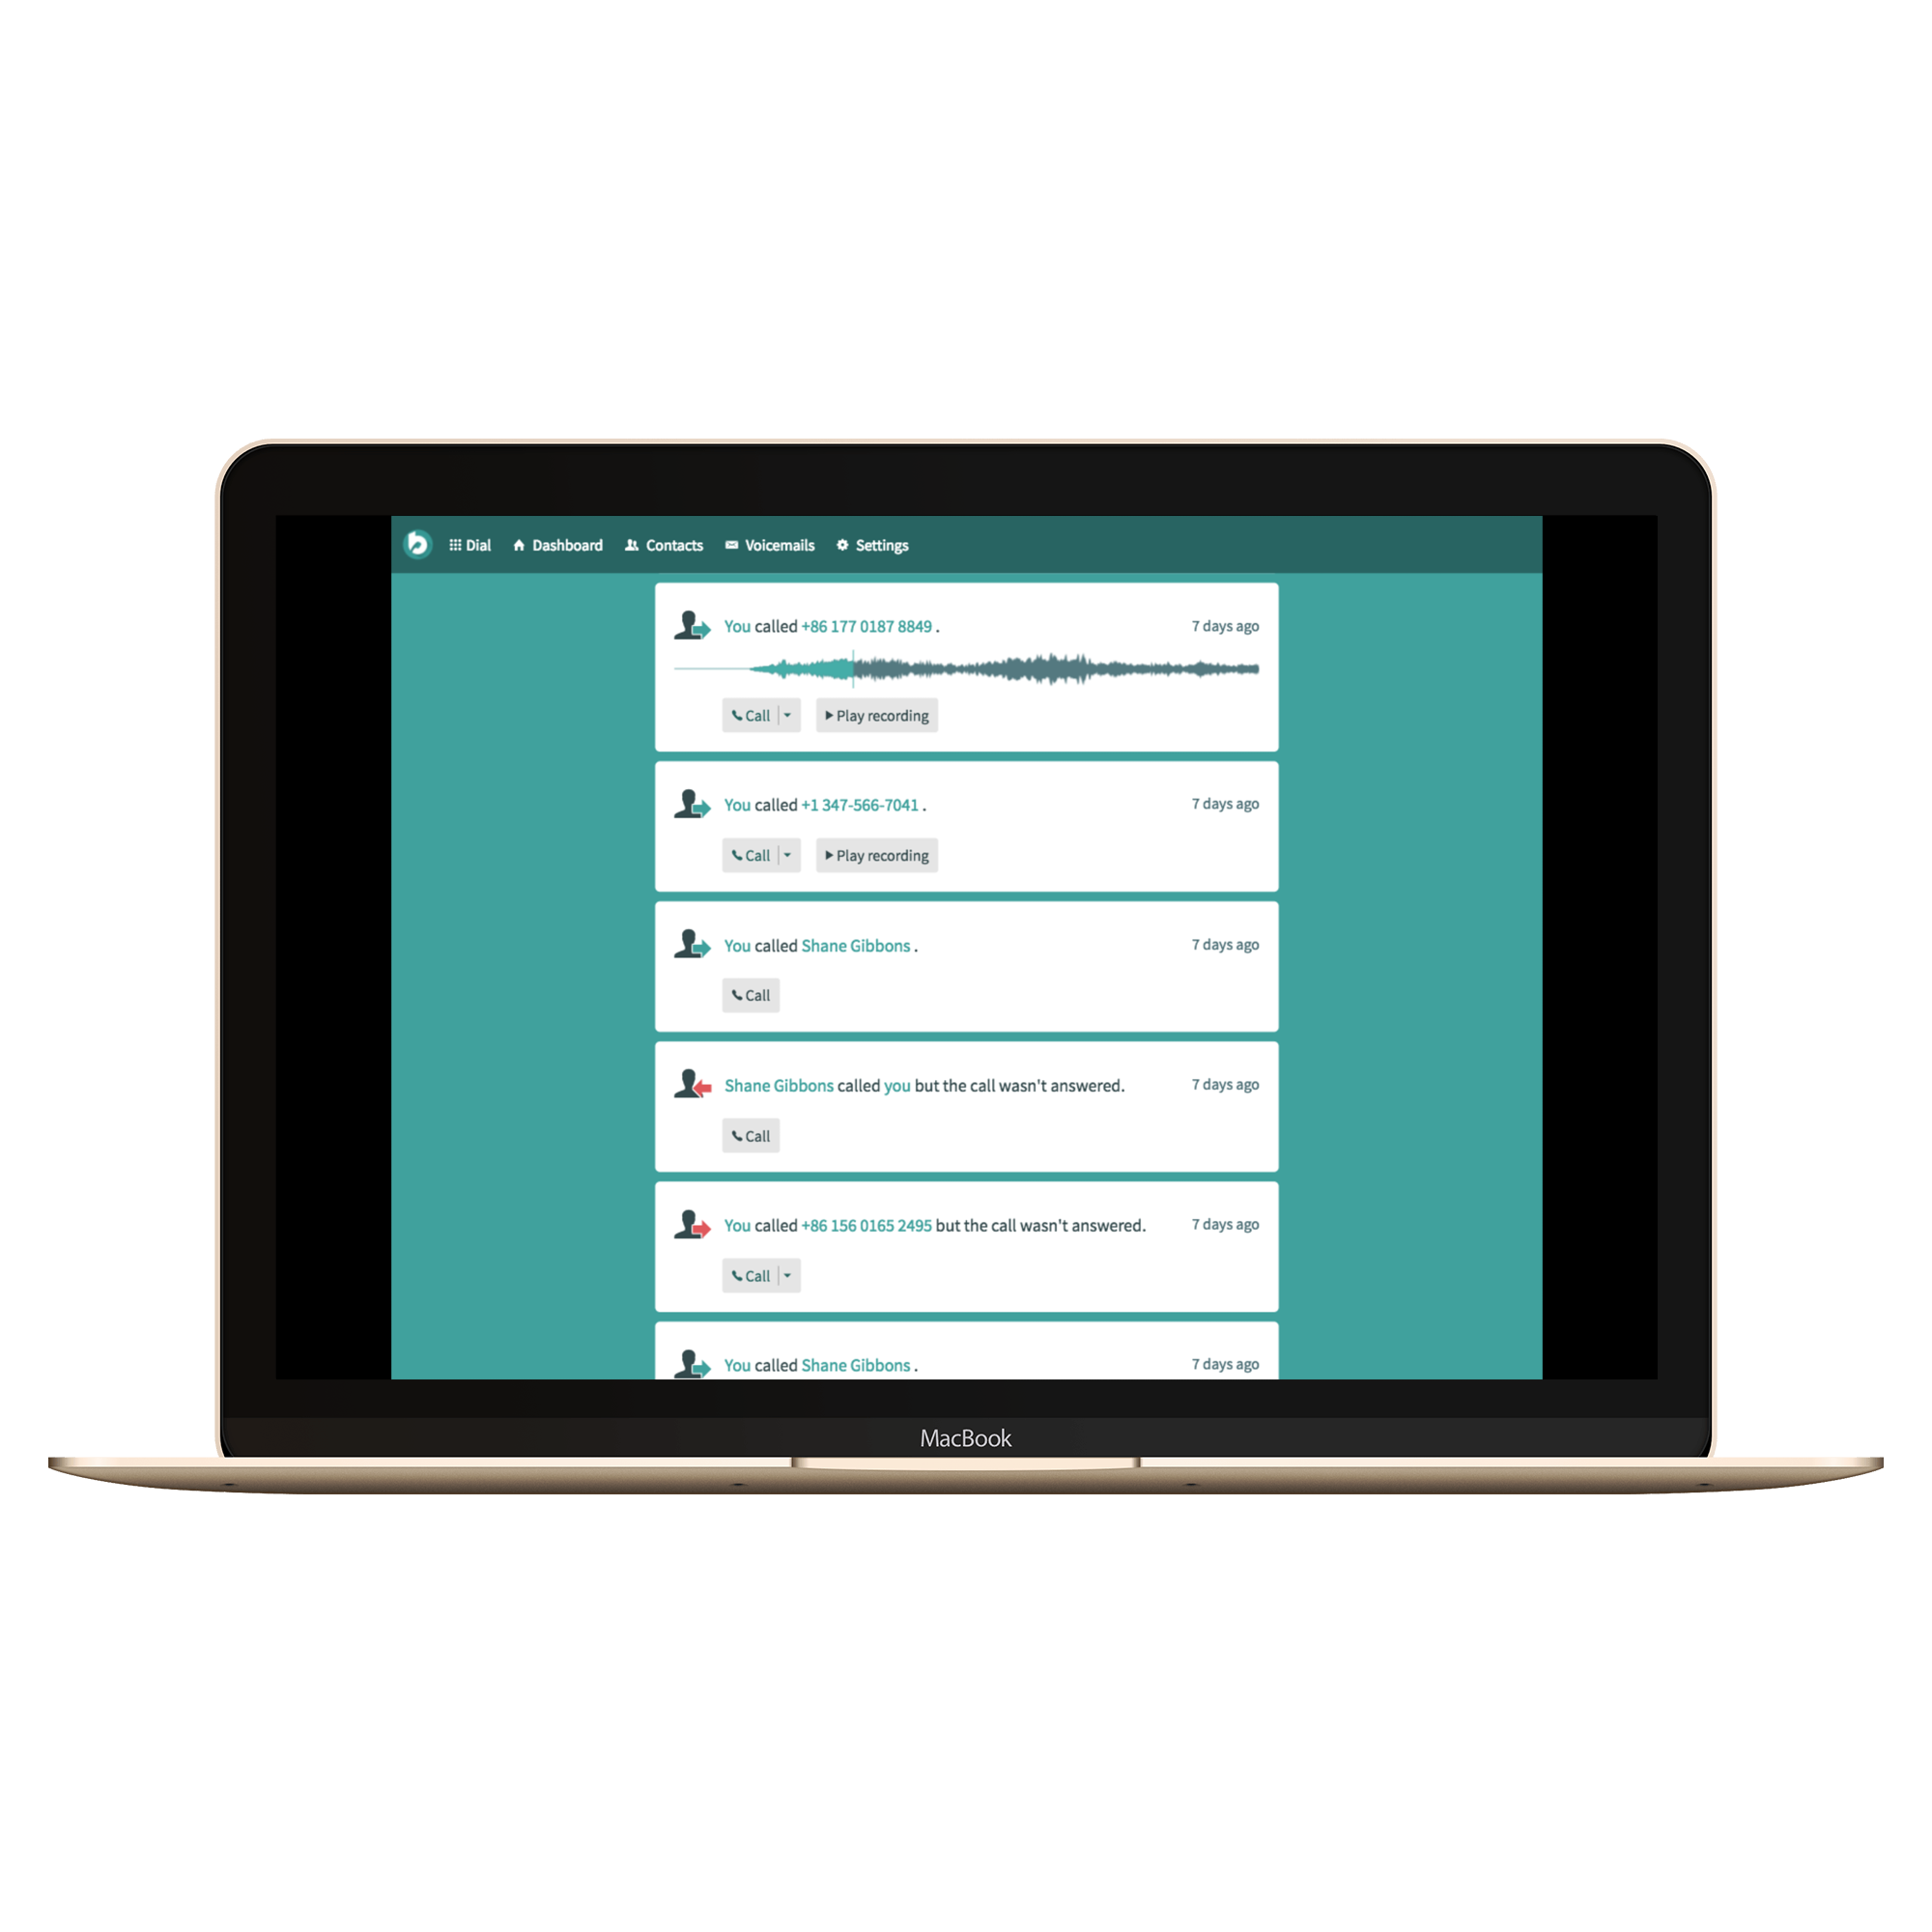 Dial Dashboard Contacts Voicemails Settings
You called +86 177 0187 8849 . 7 days ago
Call Play recording
You called +1 347-566-7041 . 7 days ago
Call Play recording
You called Shane Gibbons . 7 days ago
Call
Shane Gibbons called you but the call wasn't answered. 7 days ago
Call
You called +86 156 0165 2495 but the call wasn't answered. 7 days ago
Call
You called Shane Gibbons . 7 days ago
MacBook